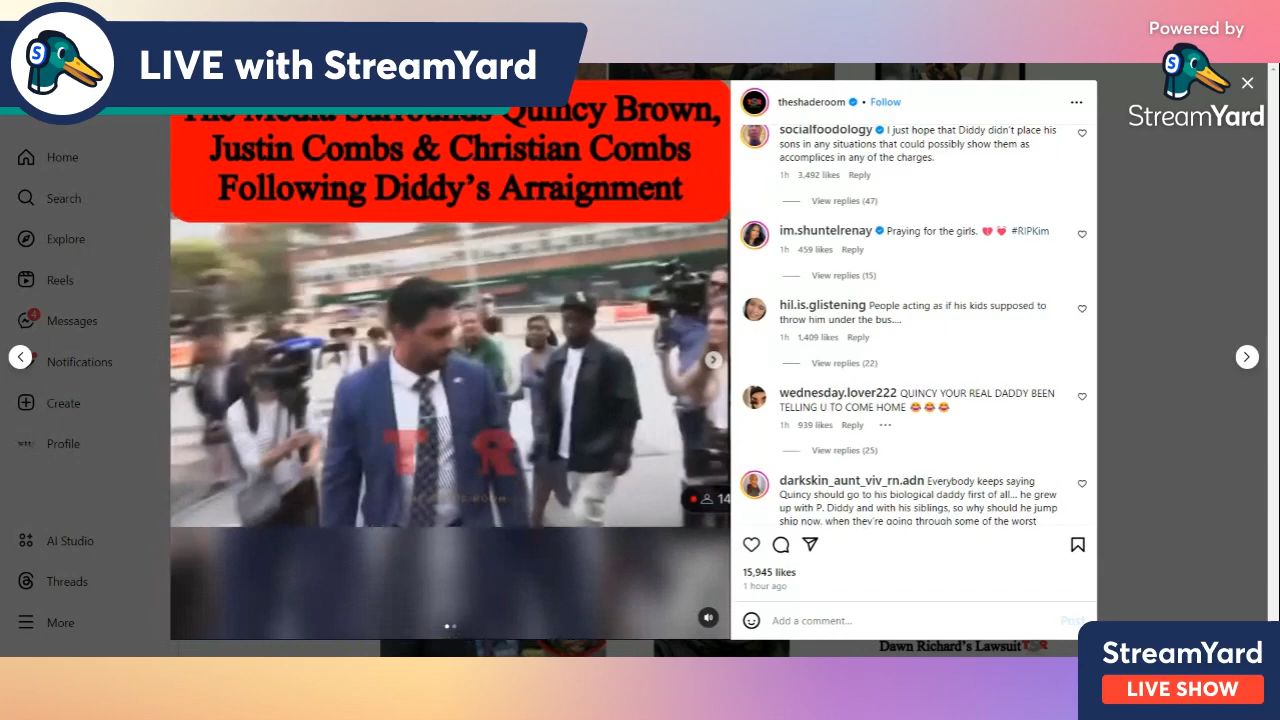 LIVE with StreamYard
Powered by
StreamYard
The Media Surrounds Quincy Brown,
Justin Combs & Christian Combs
Following Diddy's Arraignment
Home
Search
Explore
Reels
4
Messages
Notifications
Create
Profile
AI Studio
Threads
More
T R
14
theshaderoom • Follow
socialfoodology I just hope that Diddy didn't place his
sons in any situations that could possibly show them as
accomplices in any of the charges.
1h 3,492 likes Reply
View replies (47)
im.shuntelrenay Praying for the girls. 💔 💓 #RIPKim
1h 459 likes Reply
View replies (15)
hil.is.glistening People acting as if his kids supposed to
throw him under the bus....
1h 1,409 likes Reply
View replies (22)
wednesday.lover222 QUINCY YOUR REAL DADDY BEEN
TELLING U TO COME HOME 😂 😂 😂
1h 939 likes Reply
View replies (25)
darkskin_aunt_viv_rn.adn Everybody keeps saying
Quincy should go to his biological daddy first of all... he grew
up with P. Diddy and with his siblings, so why should he jump
ship now, when they're going through some of the worst
15,945 likes
1 hour ago
Add a comment...
Post
Dawn Richard's Lawsuit
StreamYard
LIVE SHOW